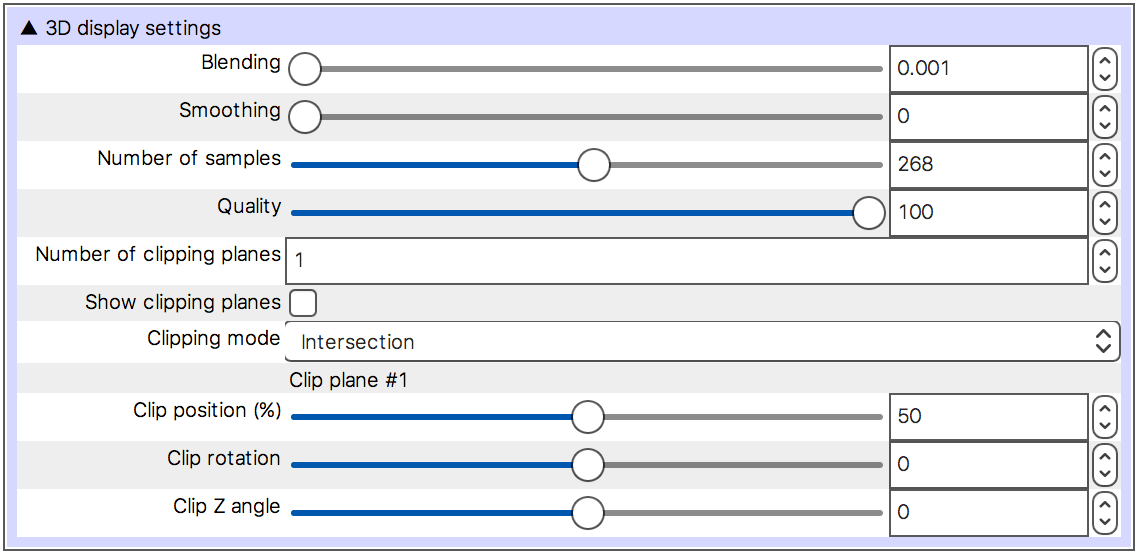 ▲ 3D display settings
Blending 0.001
Smoothing 0
Number of samples 268
Quality 100
Number of clipping planes 1
Show clipping planes
Clipping mode Intersection
Clip plane #1
Clip position (%) 50
Clip rotation 0
Clip Z angle 0